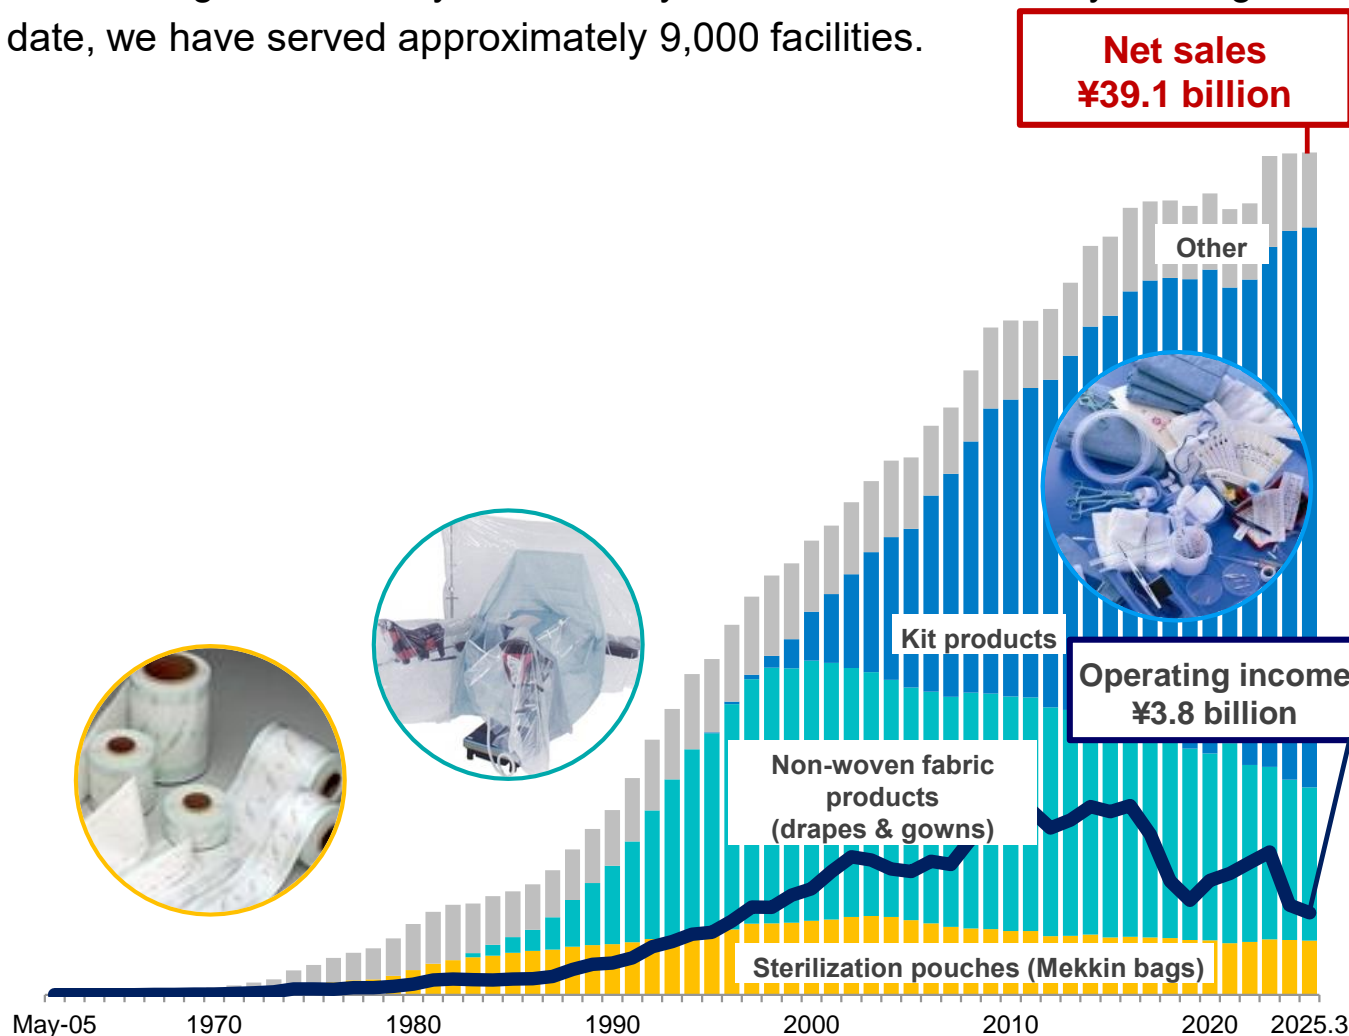 date, we have served approximately 9,000 facilities.
Net sales
¥39.1 billion
Other
Kit products
Operating income
¥3.8 billion
Non-woven fabric
products
(drapes & gowns)
Sterilization pouches (Mekkin bags)
May-05 1970 1980 1990 2000 2010 2020 2025.3